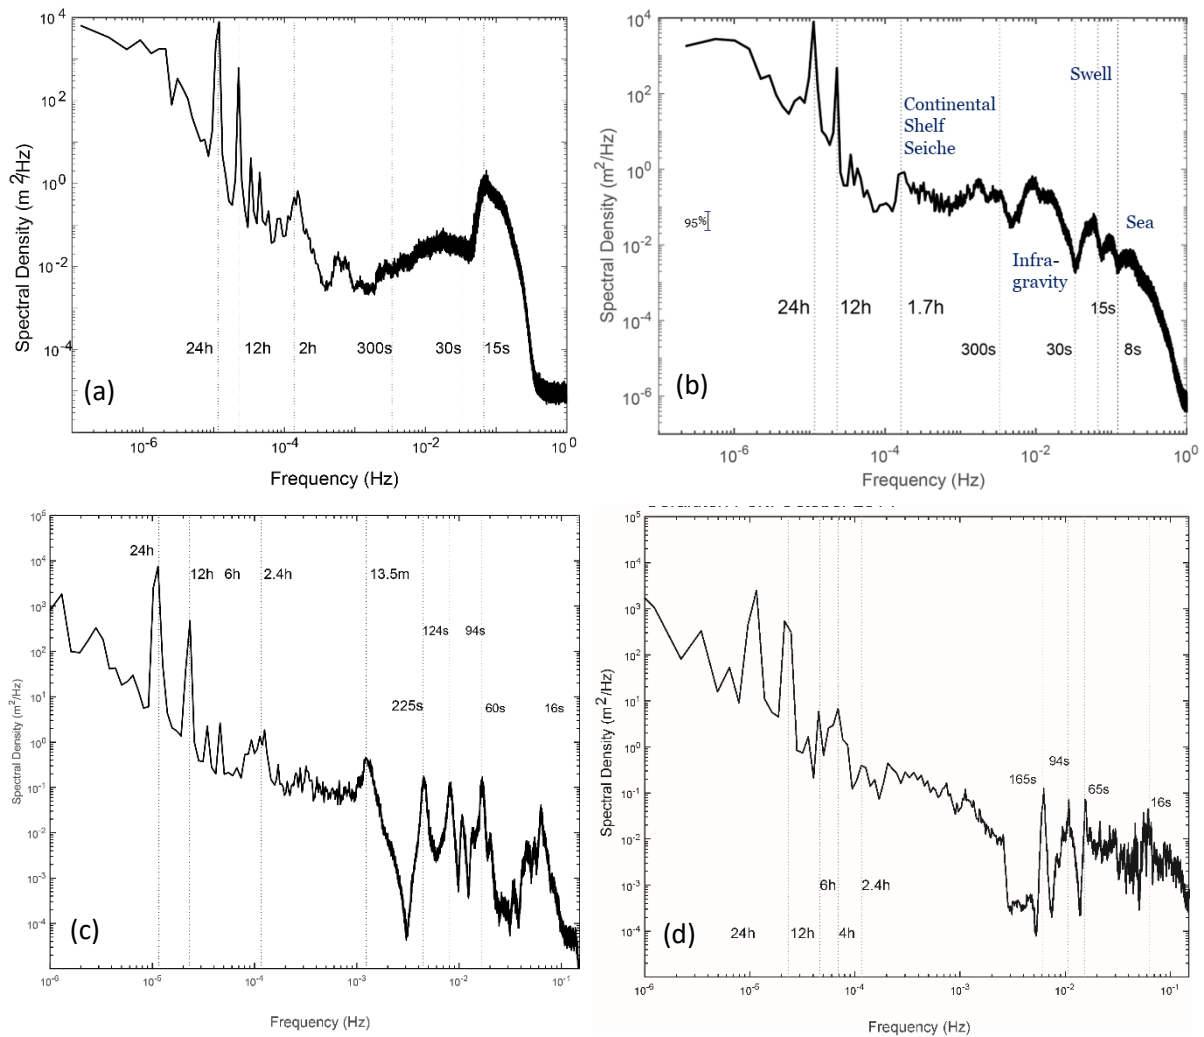 10^4
10^2
10^0
10^-2
10^-4
Spectral Density (m^2/Hz)
24h 12h 2h 300s 30s 15s
(a)
10^-6 10^-4 10^-2 10^0
Frequency (Hz)
10^4
10^2
10^0
10^-2
10^-4
10^-6
Spectral Density (m^2/Hz)
Swell
Continental
Shelf
Seiche
95%
Sea
Infra-
gravity
24h 12h 1.7h 15s
300s 30s 8s
(b)
10^-6 10^-4 10^-2 10^0
Frequency (Hz)
10^6
10^4
10^3
10^2
10^1
10^0
10^-1
10^-2
10^-3
10^-4
Spectral Density (m^2/Hz)
24h
12h 6h 2.4h 13.5m
124s 94s
225s 60s 16s
(c)
10^-6 10^-5 10^-4 10^-3 10^-2 10^-1
Frequency (Hz)
10^5
10^4
10^3
10^2
10^1
10^0
10^-1
10^-2
10^-3
10^-4
Spectral Density (m^2/Hz)
94s
165s 65s
16s
6h 2.4h
24h 12h 4h
(d)
10^-6 10^-5 10^-4 10^-3 10^-2 10^-1
Frequency (Hz)